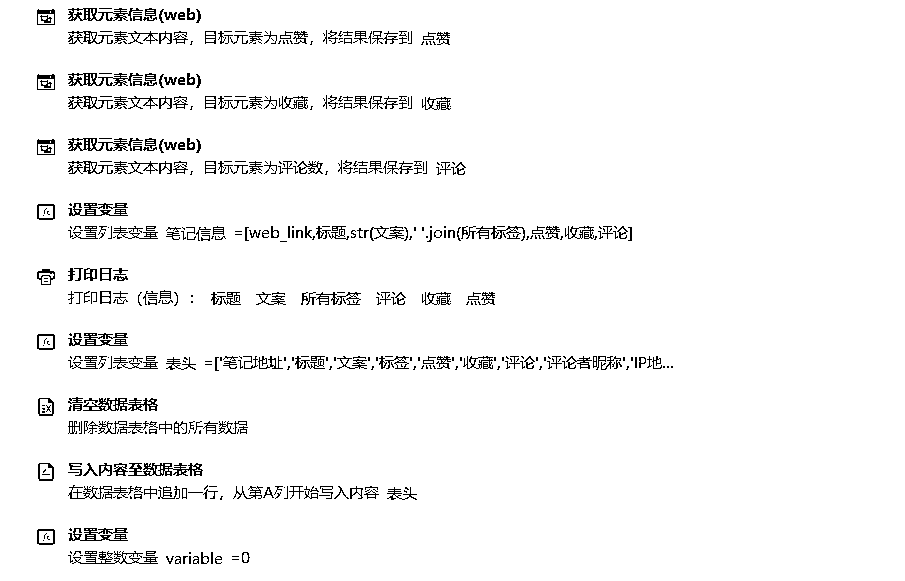 获取元素信息(web)
获取元素文本内容，目标元素为点赞，将结果保存到 点赞
获取元素信息(web)
获取元素文本内容，目标元素为收藏，将结果保存到 收藏
获取元素信息(web)
获取元素文本内容，目标元素为评论数，将结果保存到 评论
设置变量
设置列表变量 笔记信息 =[web_link,标题,str(文案),' '.join(所有标签),点赞,收藏,评论]
打印日志
打印日志（信息）： 标题 文案 所有标签 评论 收藏 点赞
设置变量
设置列表变量 表头 =['笔记地址','标题','文案','标签','点赞','收藏','评论','评论者昵称','IP地...
清空数据表格
删除数据表格中的所有数据
写入内容至数据表格
在数据表格中追加一行，从第A列开始写入内容 表头
设置变量
设置整数变量 variable =0